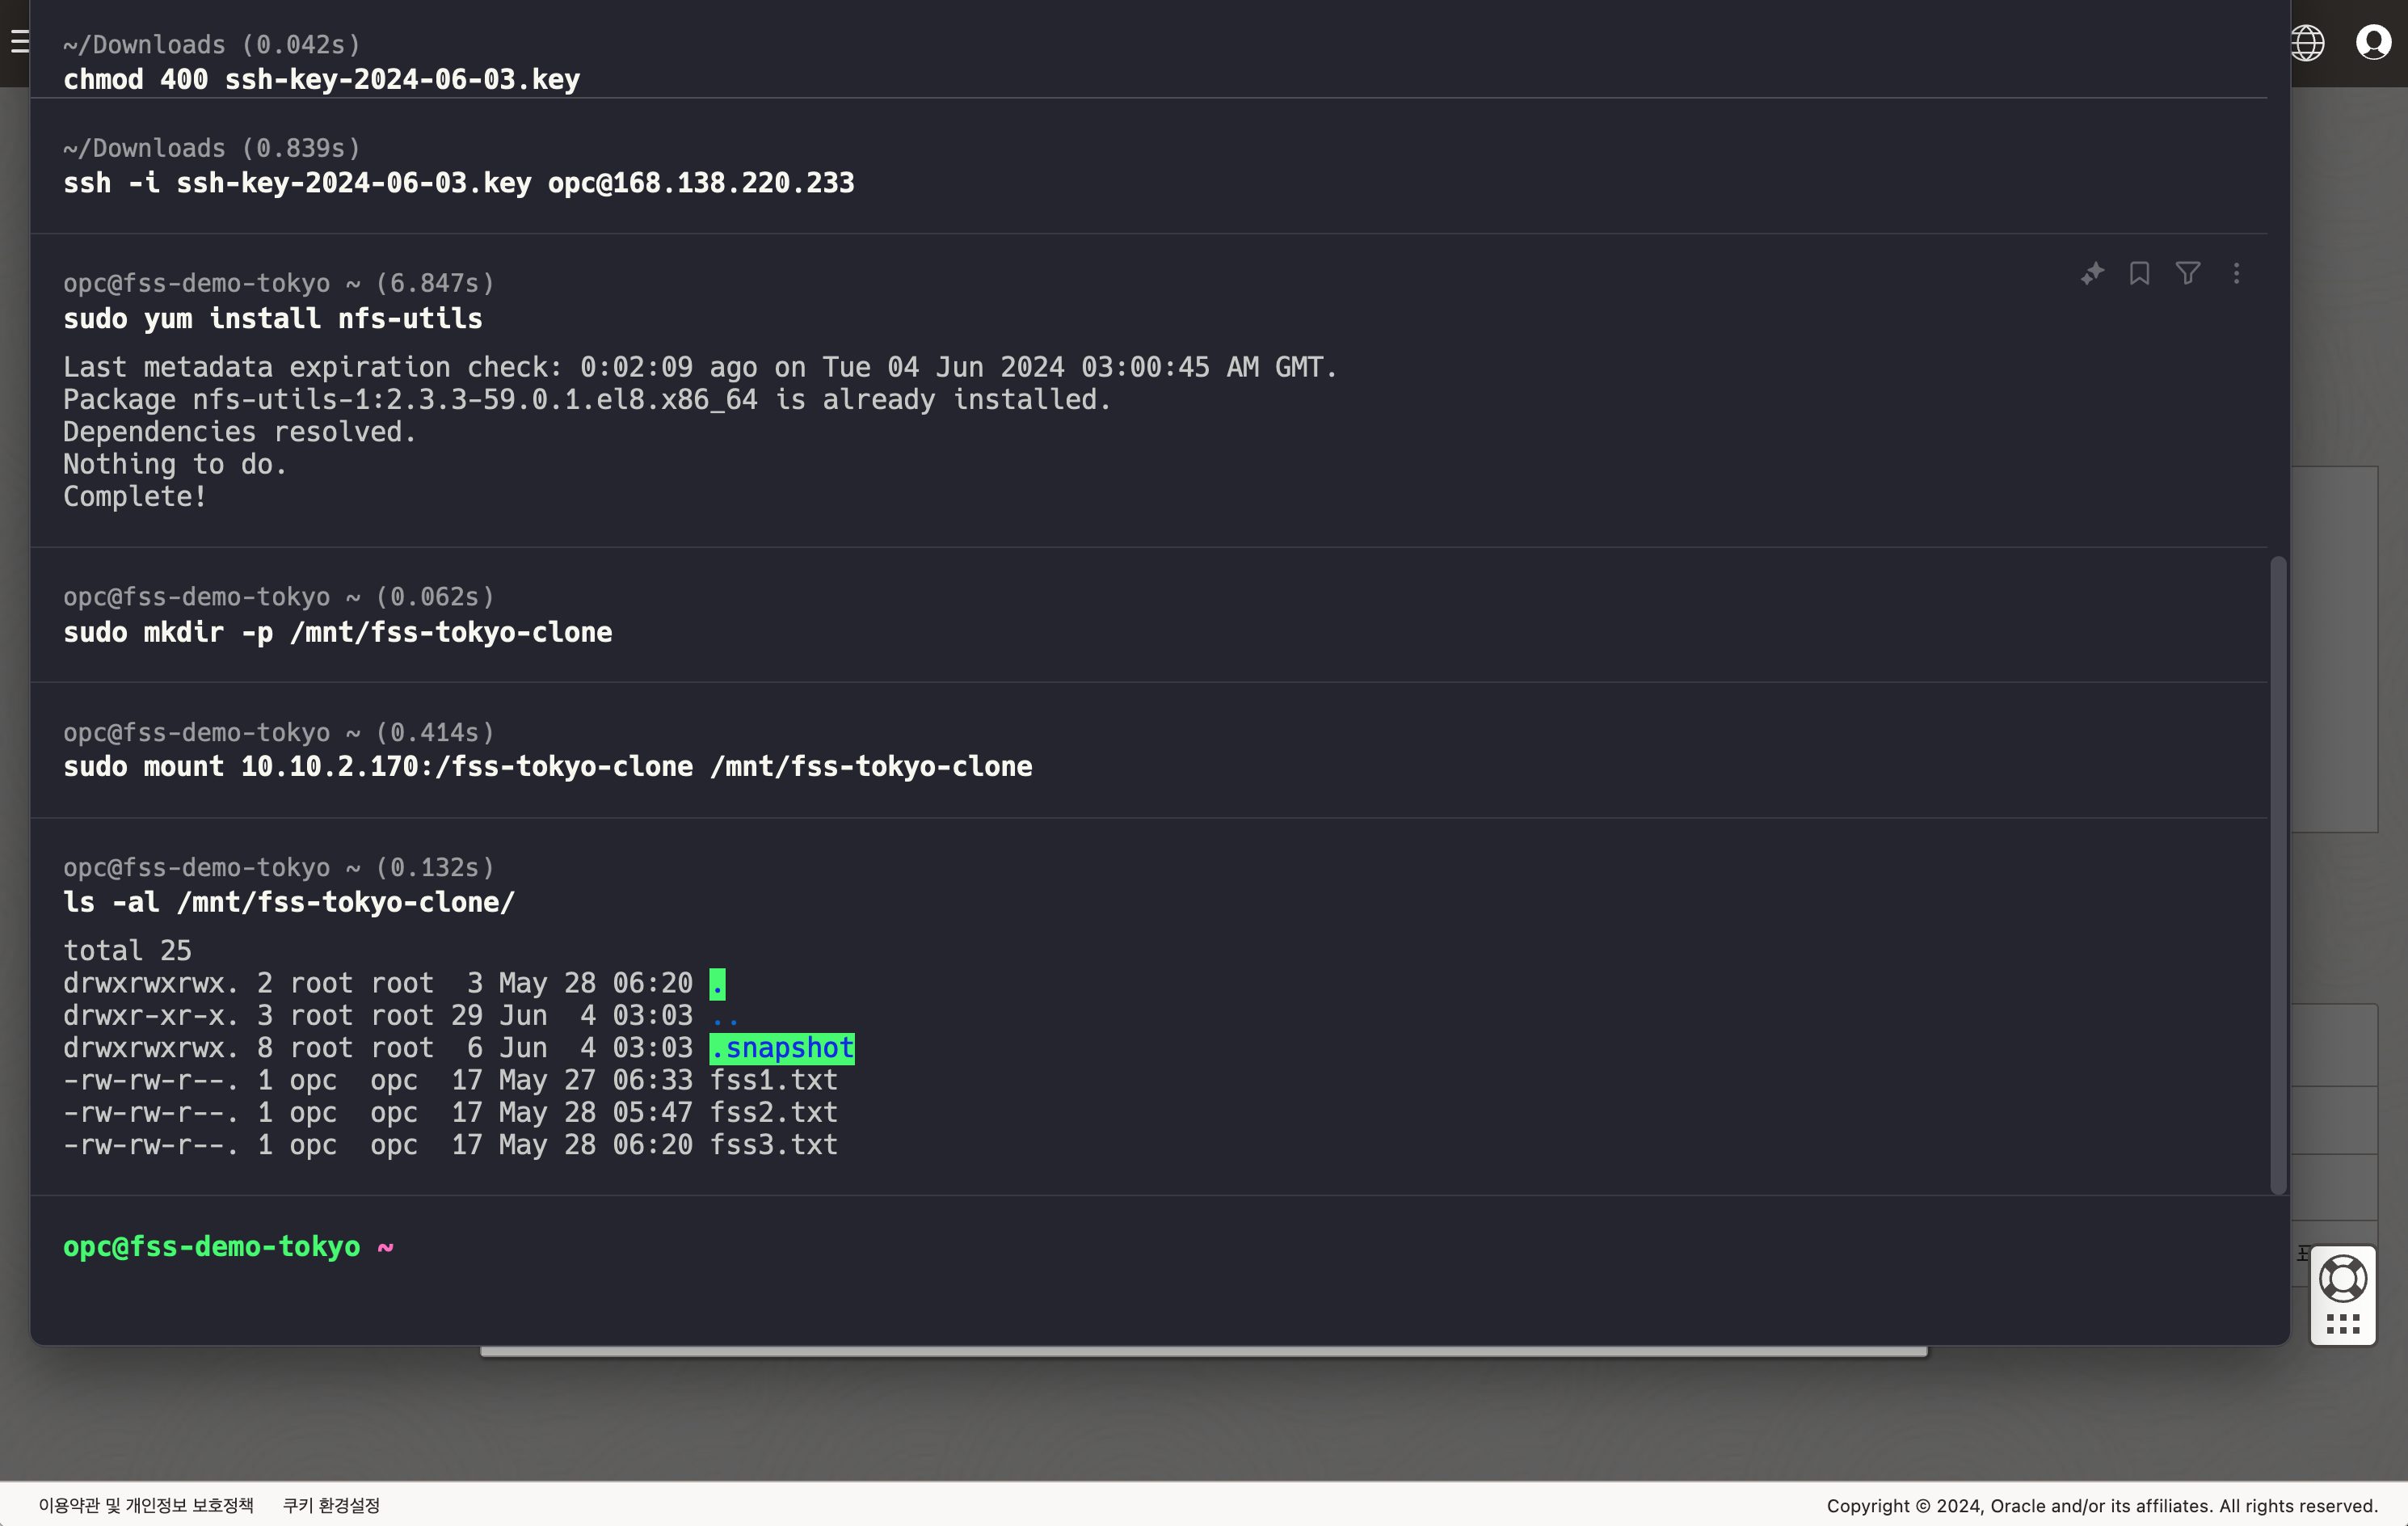 ~/Downloads (0.042s)
chmod 400 ssh-key-2024-06-03.key
~/Downloads (0.839s)
ssh -i ssh-key-2024-06-03.key opc@168.138.220.233
opc@fss-demo-tokyo ~ (6.847s)
sudo yum install nfs-utils
Last metadata expiration check: 0:02:09 ago on Tue 04 Jun 2024 03:00:45 AM GMT.
Package nfs-utils-1:2.3.3-59.0.1.el8.x86_64 is already installed.
Dependencies resolved.
Nothing to do.
Complete!
opc@fss-demo-tokyo ~ (0.062s)
sudo mkdir -p /mnt/fss-tokyo-clone
opc@fss-demo-tokyo ~ (0.414s)
sudo mount 10.10.2.170:/fss-tokyo-clone /mnt/fss-tokyo-clone
opc@fss-demo-tokyo ~ (0.132s)
ls -al /mnt/fss-tokyo-clone/
total 25
drwxrwxrwx. 2 root root  3 May 28 06:20 .
drwxr-xr-x. 3 root root 29 Jun  4 03:03 ..
drwxrwxrwx. 8 root root  6 Jun  4 03:03 .snapshot
-rw-rw-r--. 1 opc  opc  17 May 27 06:33 fss1.txt
-rw-rw-r--. 1 opc  opc  17 May 28 05:47 fss2.txt
-rw-rw-r--. 1 opc  opc  17 May 28 06:20 fss3.txt
opc@fss-demo-tokyo ~
이용약관 및 개인정보 보호정책 쿠키 환경설정
Copyright © 2024, Oracle and/or its affiliates. All rights reserved.